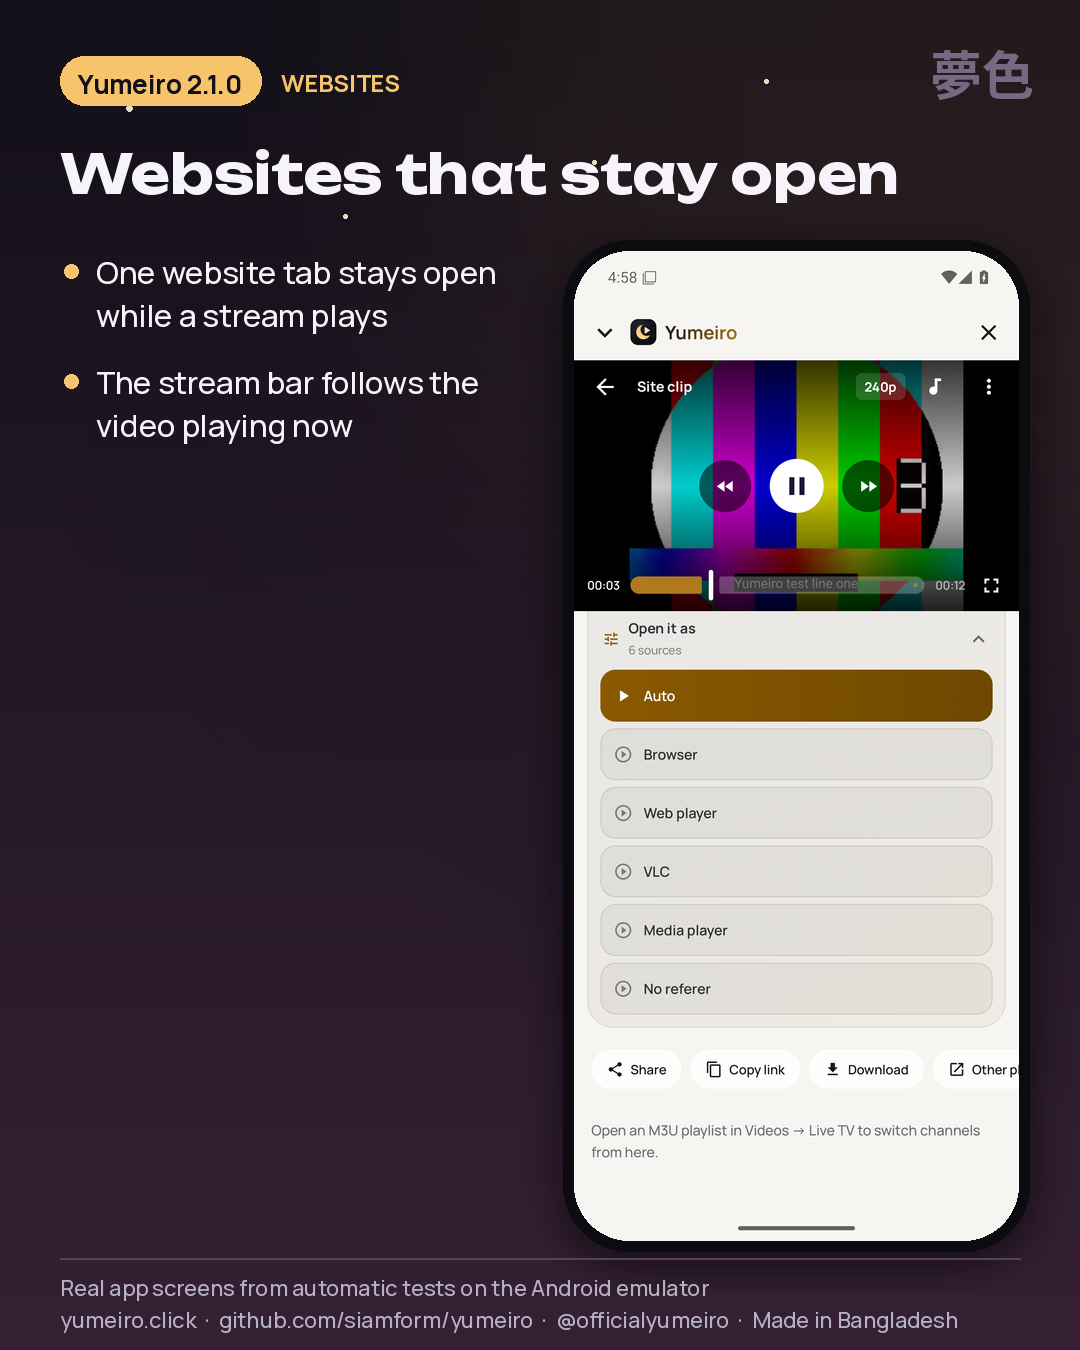 Yumeiro 2.1.0
WEBSITES
夢色
Websites that stay open
One website tab stays open
while a stream plays
The stream bar follows the
video playing now
4:58
Yumeiro
Site clip
240p
3
00:03
Yumeiro test line one
00:12
Open it as
6 sources
Auto
Browser
Web player
VLC
Media player
No referer
Share
Copy link
Download
Other pl
Open an M3U playlist in Videos → Live TV to switch channels
from here.
Real app screens from automatic tests on the Android emulator
yumeiro.click · github.com/siamform/yumeiro · @officialyumeiro · Made in Bangladesh